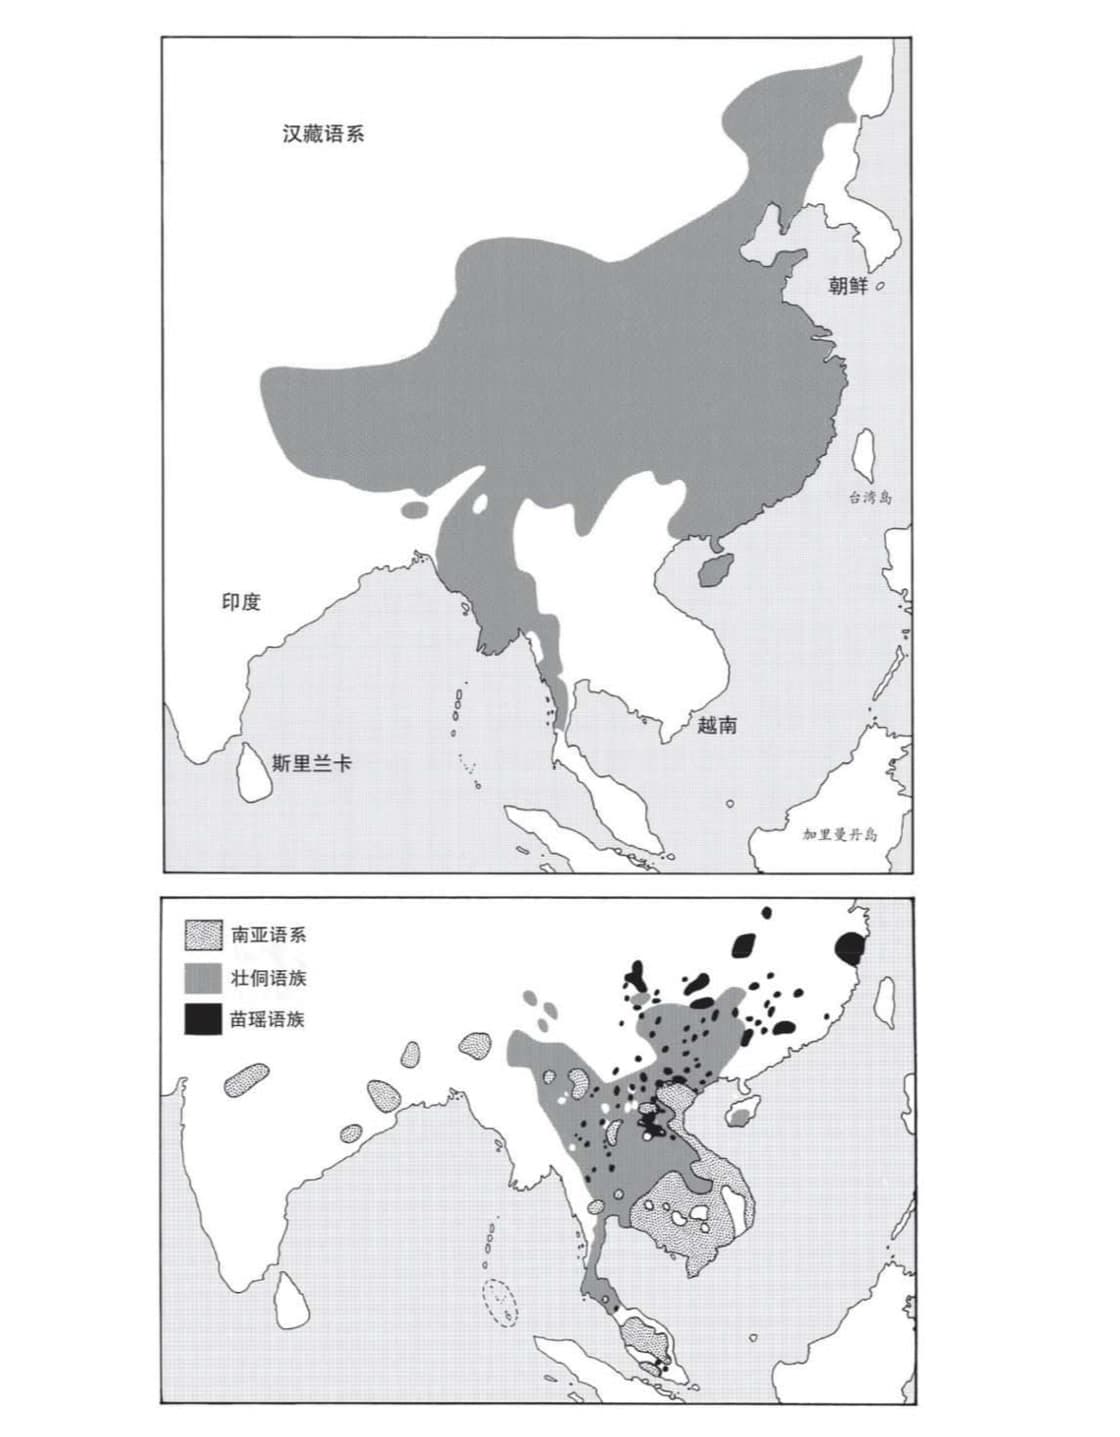 汉藏语系
朝鲜
台湾岛
印度
越南
斯里兰卡
加里曼丹岛
南亚语系
壮侗语族
苗瑶语族